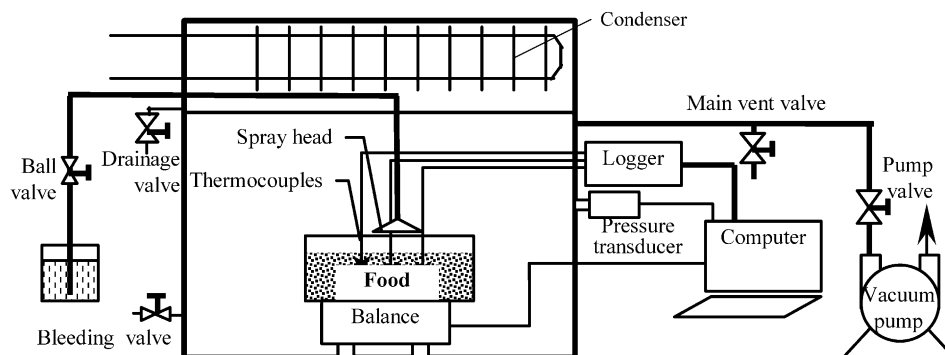 Condenser
Main vent valve
Spray head
Ball
valve
Drainage
valve
Logger
Thermocouples
Pump
valve
Pressure
transducer
Computer
Food
Vacuum
pump
Balance
Bleeding valve